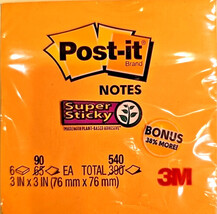 Post-it
Brand
NOTES
Super
Sticky
BONUS
38% MORE!
90 540
6 65 EA TOTAL 390
3 IN x 3 IN (76 mm x 76 mm)
3M